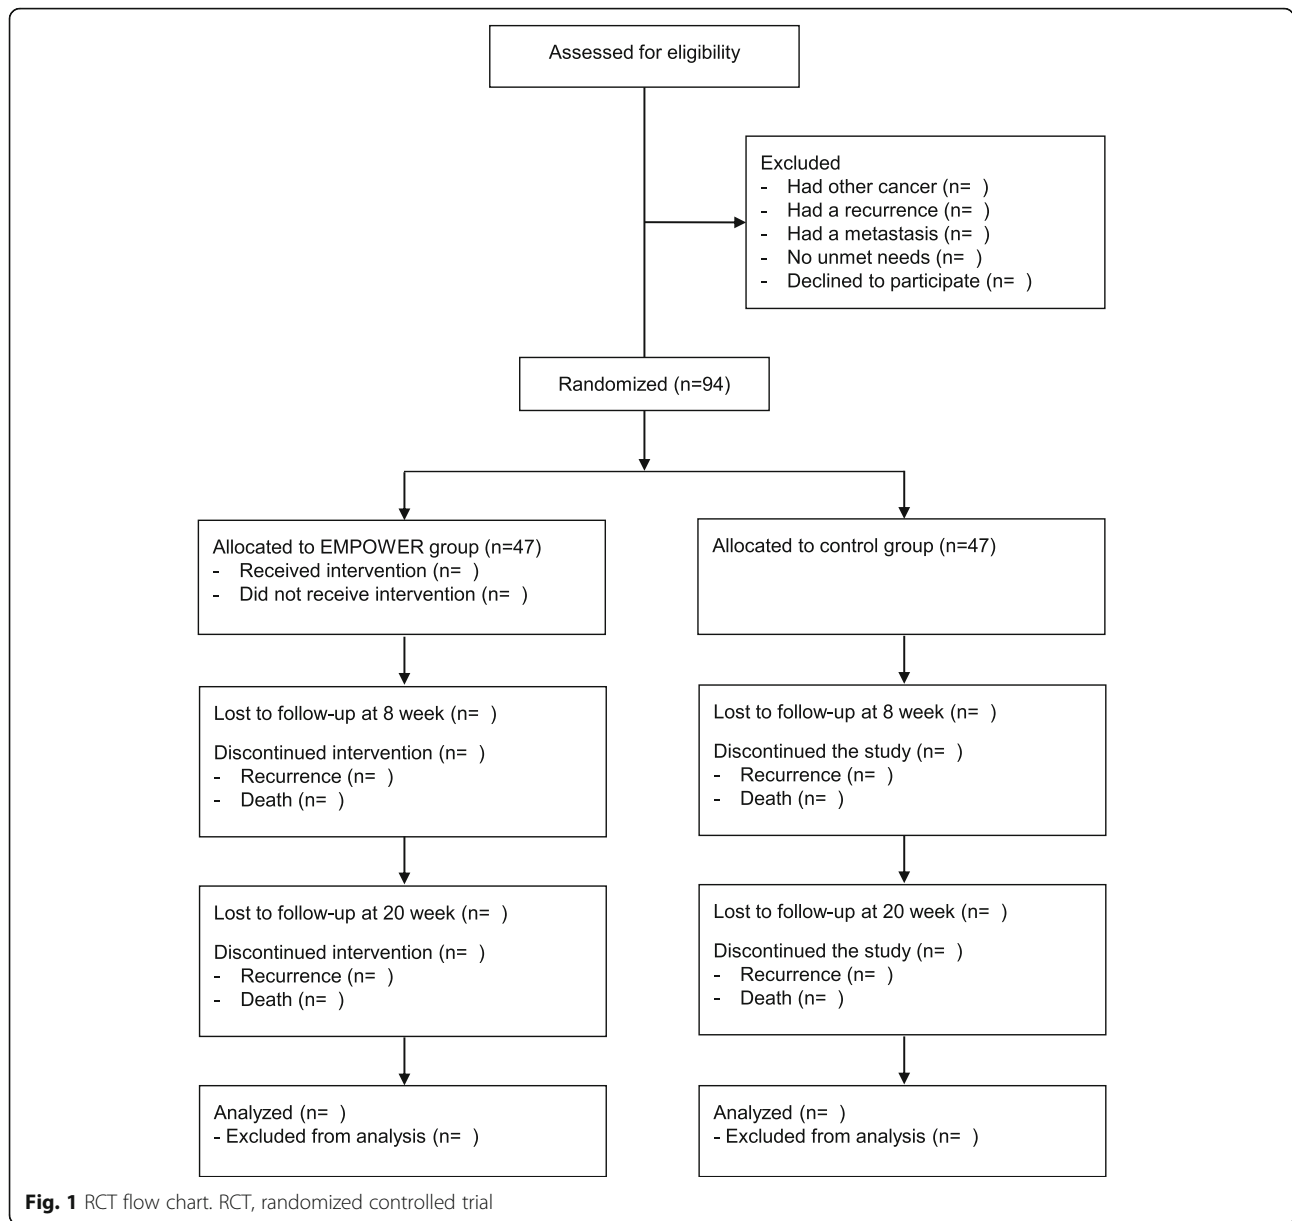 Assessed for eligibility
Excluded
- Had other cancer (n= )
- Had a recurrence (n= )
- Had a metastasis (n= )
- No unmet needs (n= )
- Declined to participate (n= )
Randomized (n=94)
Allocated to EMPOWER group (n=47)
- Received intervention (n= )
- Did not receive intervention (n= )
Allocated to control group (n=47)
Lost to follow-up at 8 week (n= )
Discontinued intervention (n= )
- Recurrence (n= )
- Death (n= )
Lost to follow-up at 8 week (n= )
Discontinued the study (n= )
- Recurrence (n= )
- Death (n= )
Lost to follow-up at 20 week (n= )
Discontinued intervention (n= )
- Recurrence (n= )
- Death (n= )
Lost to follow-up at 20 week (n= )
Discontinued the study (n= )
- Recurrence (n= )
- Death (n= )
Analyzed (n= )
- Excluded from analysis (n= )
Analyzed (n= )
- Excluded from analysis (n= )
Fig. 1 RCT flow chart. RCT, randomized controlled trial